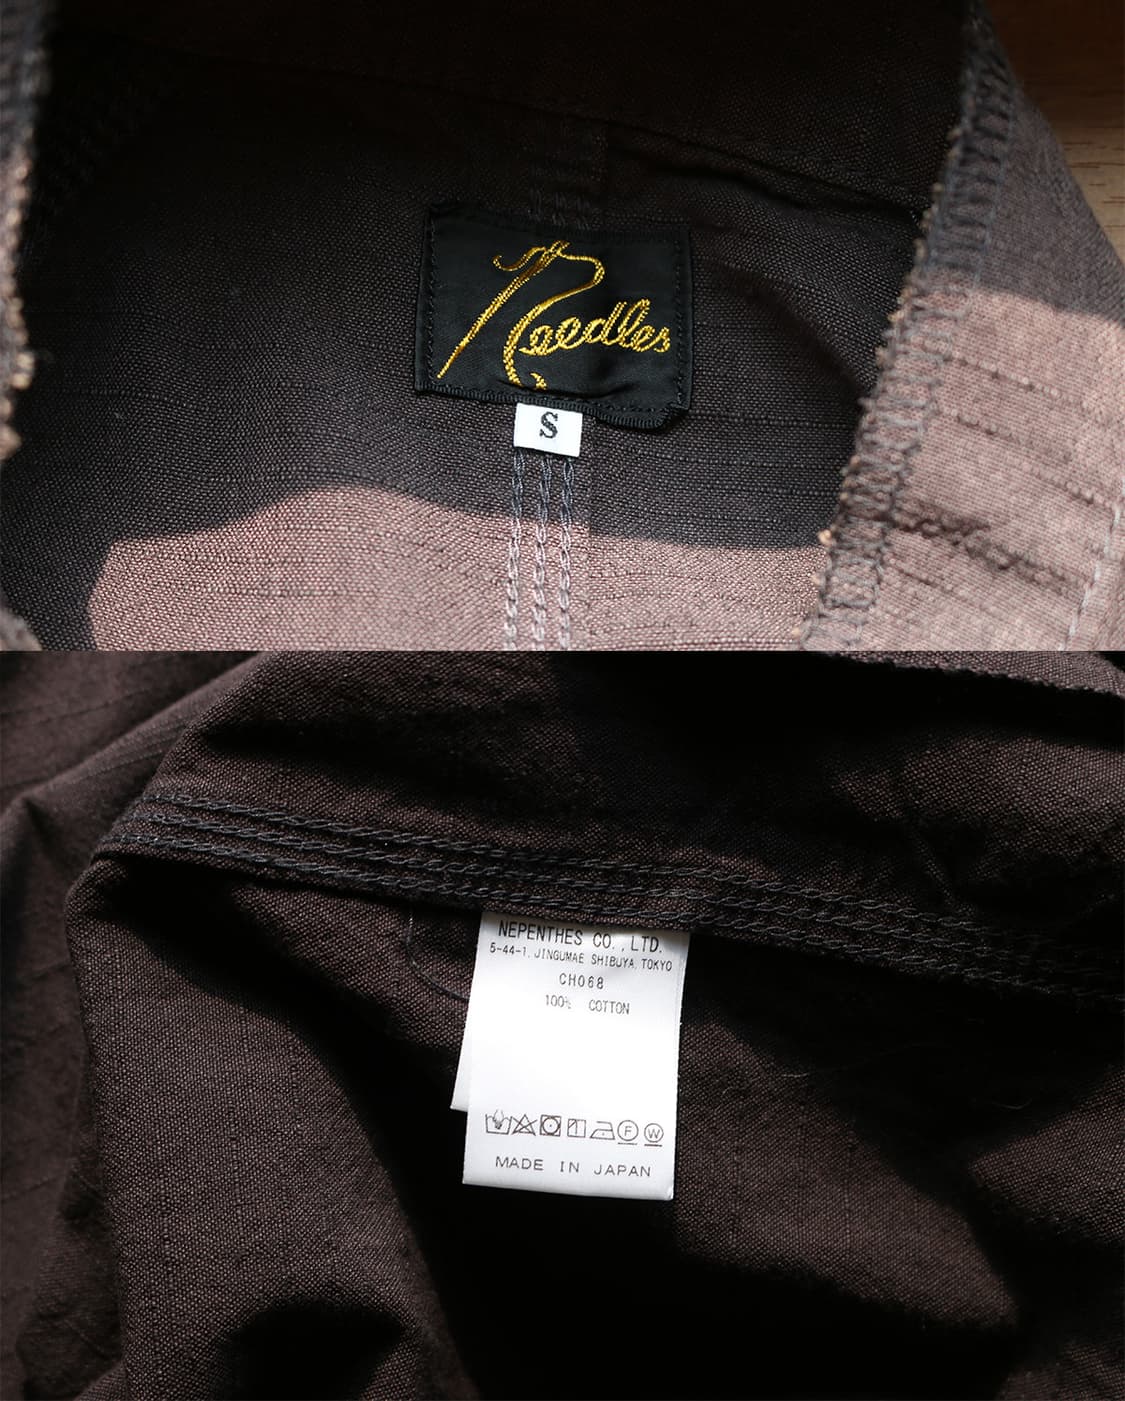 Needles
S
NEPENTHES CO., LTD.
5-44-1, JINGUMAE SHIBUYA, TOKYO
CH068
100% COTTON
F W
MADE IN JAPAN